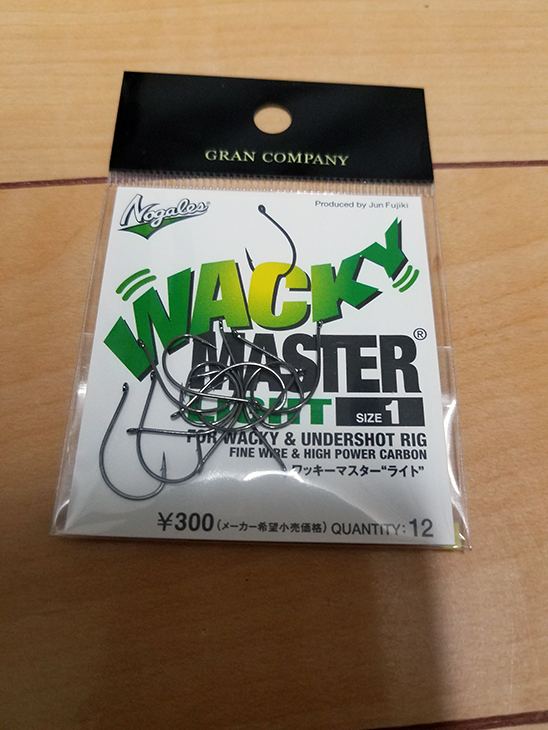 GRAN COMPANY
Nogales
Produced by Jun Fujiki
WACKY
MASTER®
LIGHT SIZE 1
FOR WACKY & UNDERSHOT RIG
FINE WIRE & HIGH POWER CARBON
ワッキーマスター“ライト”
¥300(メーカー希望小売価格) QUANTITY:12